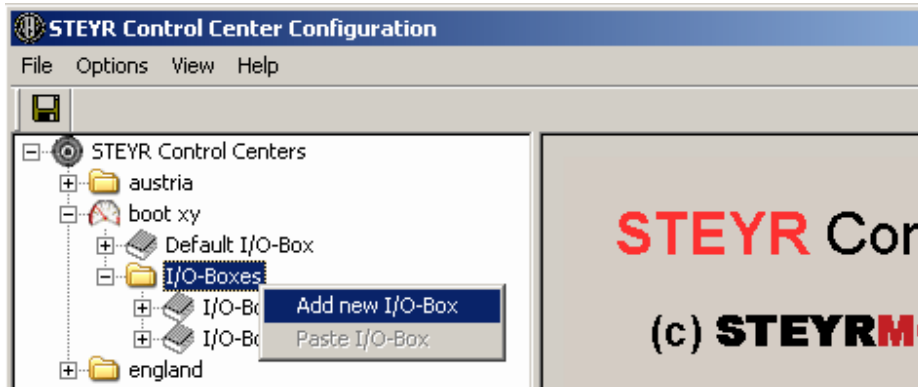 STEYR Control Center Configuration
File Options View Help
STEYR Control Centers
austria
boot xy
Default I/O-Box
I/O-Boxes
Add new I/O-Box
Paste I/O-Box
england
STEYR
(c) STEYRM